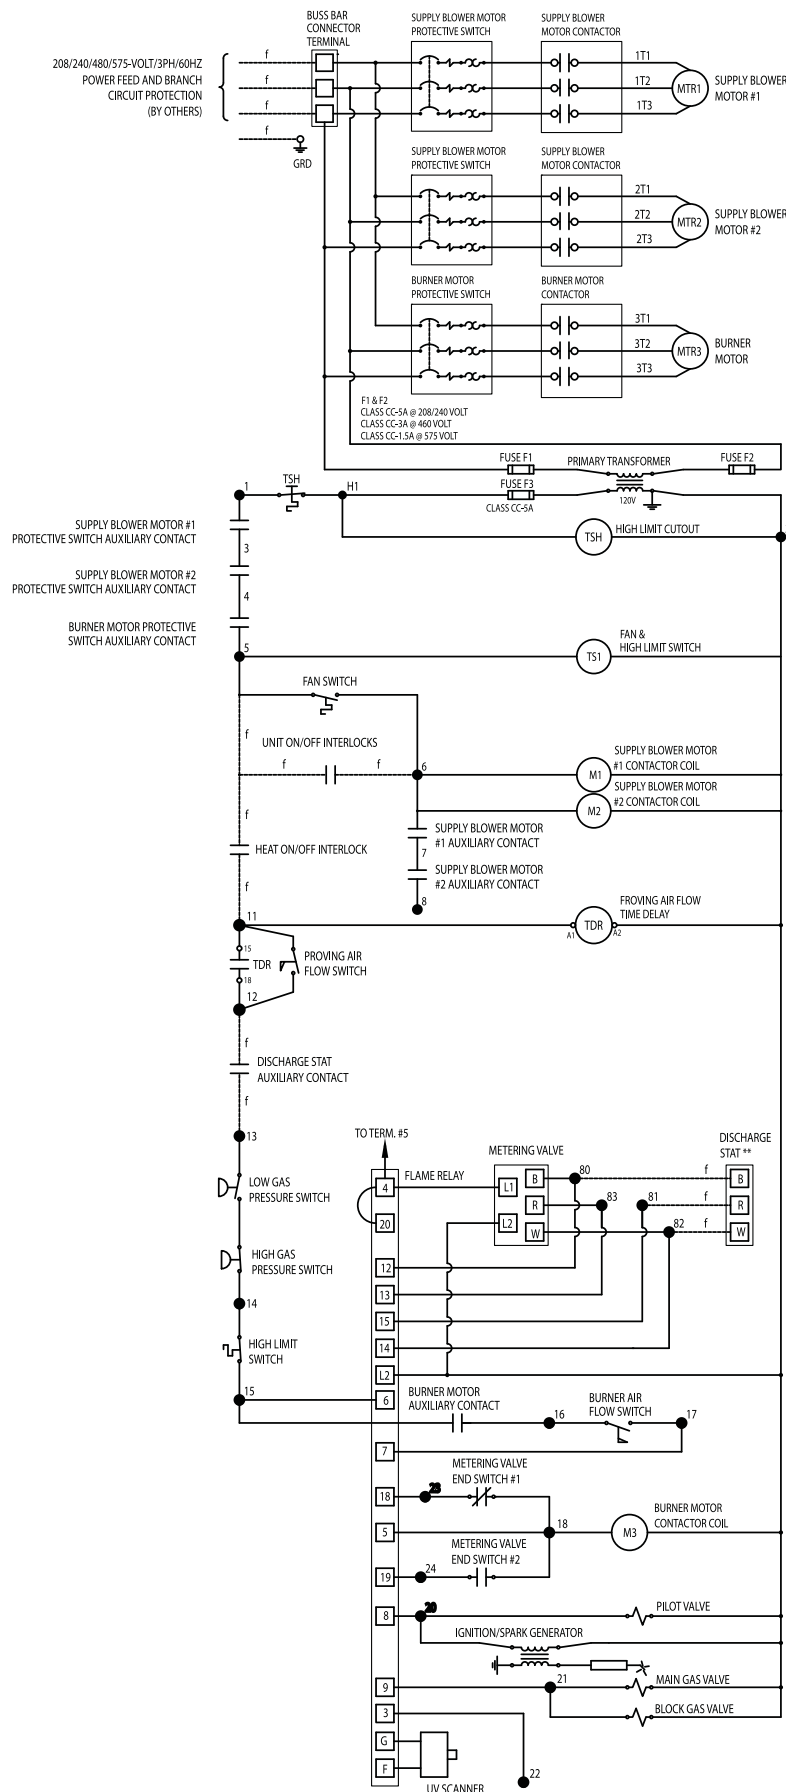 BUSS BAR
CONNECTOR
TERMINAL
SUPPLY BLOWER MOTOR
PROTECTIVE SWITCH
SUPPLY BLOWER
MOTOR CONTACTOR
208/240/480/575-VOLT/3PH/60HZ
POWER FEED AND BRANCH
CIRCUIT PROTECTION
(BY OTHERS)
f
f
f
f
GRD
1T1
1T2
1T3
MTR1
SUPPLY BLOWER
MOTOR #1
SUPPLY BLOWER MOTOR
PROTECTIVE SWITCH
SUPPLY BLOWER
MOTOR CONTACTOR
2T1
2T2
2T3
MTR2
SUPPLY BLOWER
MOTOR #2
BURNER MOTOR
PROTECTIVE SWITCH
BURNER MOTOR
CONTACTOR
3T1
3T2
3T3
MTR3
BURNER
MOTOR
F1 & F2
CLASS CC-5A @ 208/240 VOLT
CLASS CC-3A @ 460 VOLT
CLASS CC-1.5A @ 575 VOLT
FUSE F1
PRIMARY TRANSFORMER
FUSE F2
1
TSH
H1
FUSE F3
CLASS CC-5A
120V
TSH
HIGH LIMIT CUTOUT
SUPPLY BLOWER MOTOR #1
PROTECTIVE SWITCH AUXILIARY CONTACT
3
SUPPLY BLOWER MOTOR #2
PROTECTIVE SWITCH AUXILIARY CONTACT
4
BURNER MOTOR PROTECTIVE
SWITCH AUXILIARY CONTACT
5
TS1
FAN &
HIGH LIMIT SWITCH
FAN SWITCH
f
UNIT ON/OFF INTERLOCKS
f
f
6
M1
SUPPLY BLOWER MOTOR
#1 CONTACTOR COIL
M2
SUPPLY BLOWER MOTOR
#2 CONTACTOR COIL
f
SUPPLY BLOWER MOTOR
#1 AUXILIARY CONTACT
7
HEAT ON/OFF INTERLOCK
SUPPLY BLOWER MOTOR
#2 AUXILIARY CONTACT
f
8
11
A1
TDR
A2
FROVING AIR FLOW
TIME DELAY
15
TDR
18
PROVING AIR
FLOW SWITCH
12
f
DISCHARGE STAT
AUXILIARY CONTACT
f
13
TO TERM. #5
LOW GAS
PRESSURE SWITCH
HIGH GAS
PRESSURE SWITCH
14
HIGH LIMIT
SWITCH
15
4
FLAME RELAY
METERING VALVE
L1
L2
B
R
W
80
83
81
82
f
f
f
DISCHARGE
STAT **
B
R
W
20
12
13
15
14
L2
6
BURNER MOTOR
AUXILIARY CONTACT
16
BURNER AIR
FLOW SWITCH
17
7
METERING VALVE
END SWITCH #1
18
23
5
18
M3
BURNER MOTOR
CONTACTOR COIL
METERING VALVE
END SWITCH #2
19
24
8
20
PILOT VALVE
IGNITION/SPARK GENERATOR
9
21
MAIN GAS VALVE
BLOCK GAS VALVE
3
G
F
22
UV SCANNER